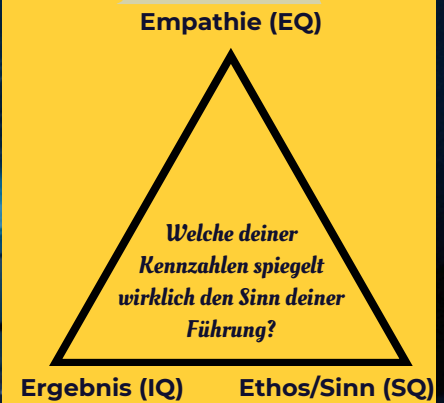 Empathie (EQ)
Welche deiner
Kennzahlen spiegelt
wirklich den Sinn deiner
Führung?
Ergebnis (IQ) Ethos/Sinn (SQ)